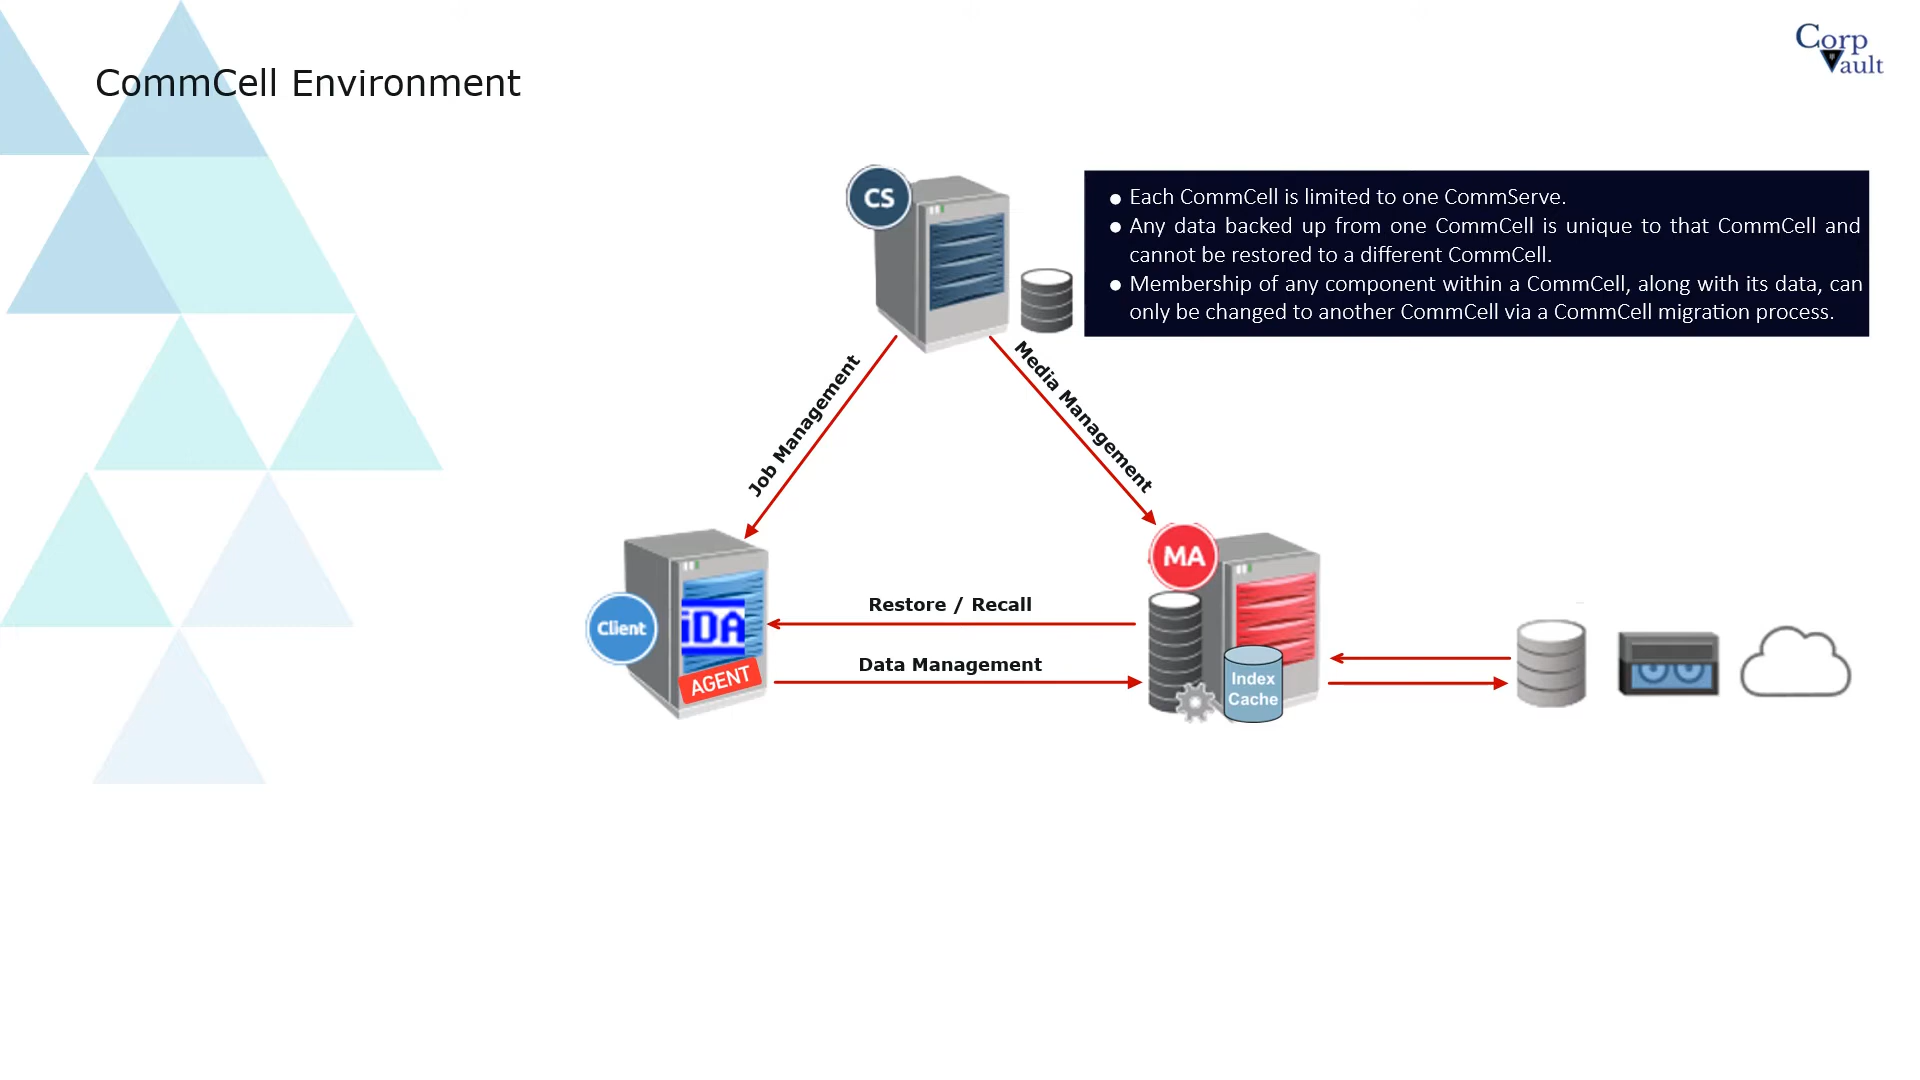 CommCell Environment
Corp
Vault
CS
● Each CommCell is limited to one CommServe.
● Any data backed up from one CommCell is unique to that CommCell and
cannot be restored to a different CommCell.
● Membership of any component within a CommCell, along with its data, can
only be changed to another CommCell via a CommCell migration process.
Job Management
Media Management
MA
Client
iDA
AGENT
Restore / Recall
Data Management
Index
Cache